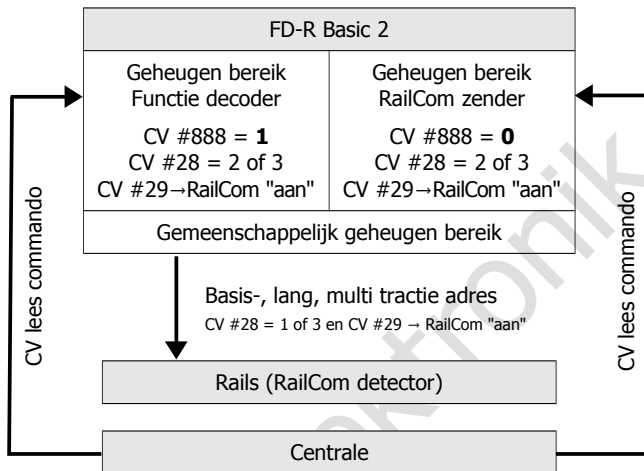 FD-R Basic 2
Geheugen bereik
Functie decoder
CV #888 = 1
CV #28 = 2 of 3
CV #29→RailCom "aan"
Geheugen bereik
RailCom zender
CV #888 = 0
CV #28 = 2 of 3
CV #29→RailCom "aan"
Gemeenschappelijk geheugen bereik
CV lees commando
CV lees commando
Basis-, lang, multi tractie adres
CV #28 = 1 of 3 en CV #29 → RailCom "aan"
Rails (RailCom detector)
Centrale